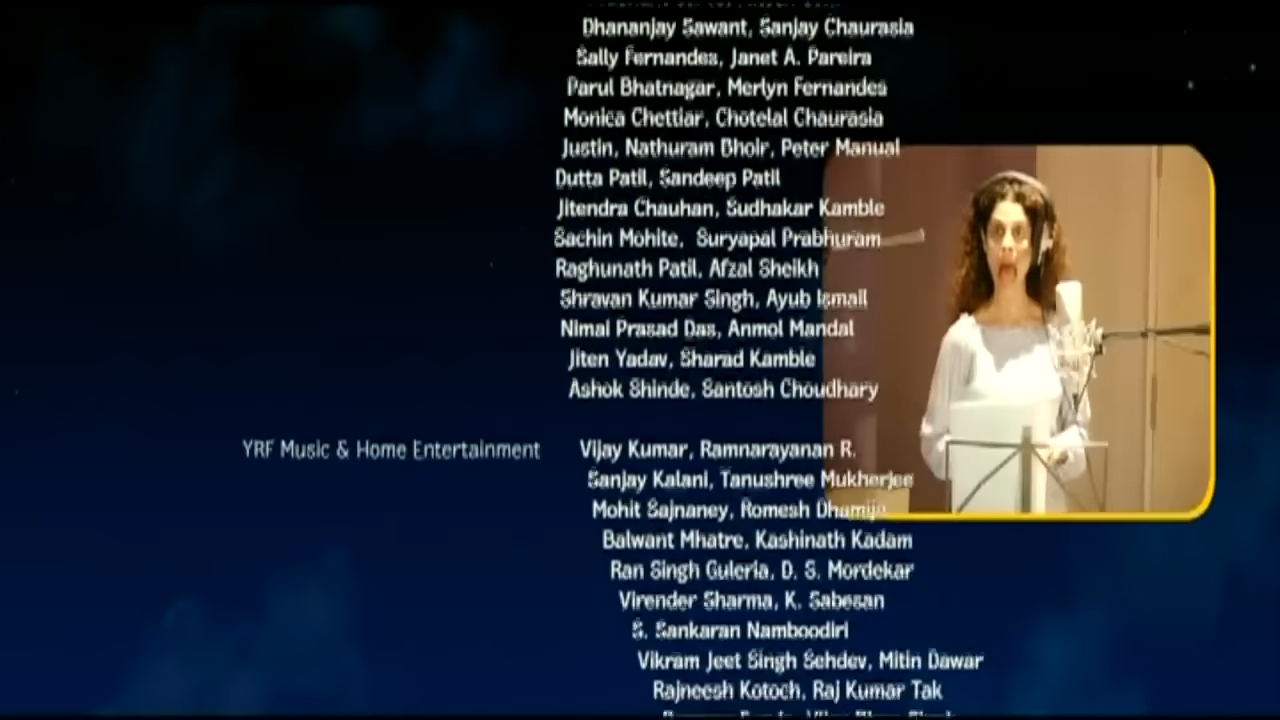 Dhananjay Sawant, Sanjay Chaurasia
Sally Fernandes, Janet A. Pareira
Parul Bhatnagar, Merlyn Fernandes
Monica Chettiar, Chotelal Chaurasia
Justin, Nathuram Bhoir, Peter Manual
Dutta Patil, Sandeep Patil
Jitendra Chauhan, Sudhakar Kamble
Sachin Mohite, Suryapal Prabhuram
Raghunath Patil, Afzal Sheikh
Shravan Kumar Singh, Ayub Ismail
Nimai Prasad Das, Anmol Mandal
Jiten Yadav, Sharad Kamble
Ashok Shinde, Santosh Choudhary
YRF Music & Home Entertainment Vijay Kumar, Ramnarayanan R.
Sanjay Kalani, Tanushree Mukherjee
Mohit Sajnaney, Romesh Dhamija
Balwant Mhatre, Kashinath Kadam
Ran Singh Guleria, D. S. Mordekar
Virender Sharma, K. Sabesan
S. Sankaran Namboodiri
Vikram Jeet Singh Sehdev, Mitin Dawar
Rajneesh Kotoch, Raj Kumar Tak